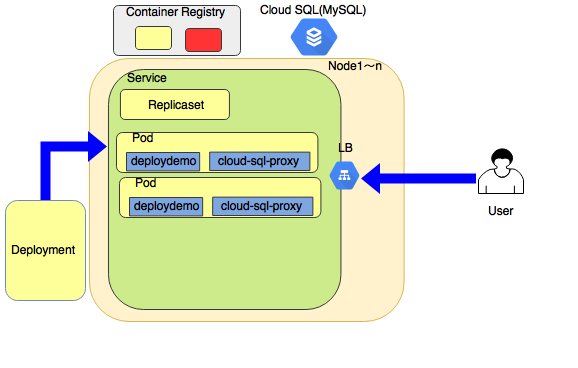 Container Registry
Cloud SQL(MySQL)
Node1～n
Service
Replicaset
Pod
deploydemo
cloud-sql-proxy
LB
Pod
deploydemo
cloud-sql-proxy
User
Deployment